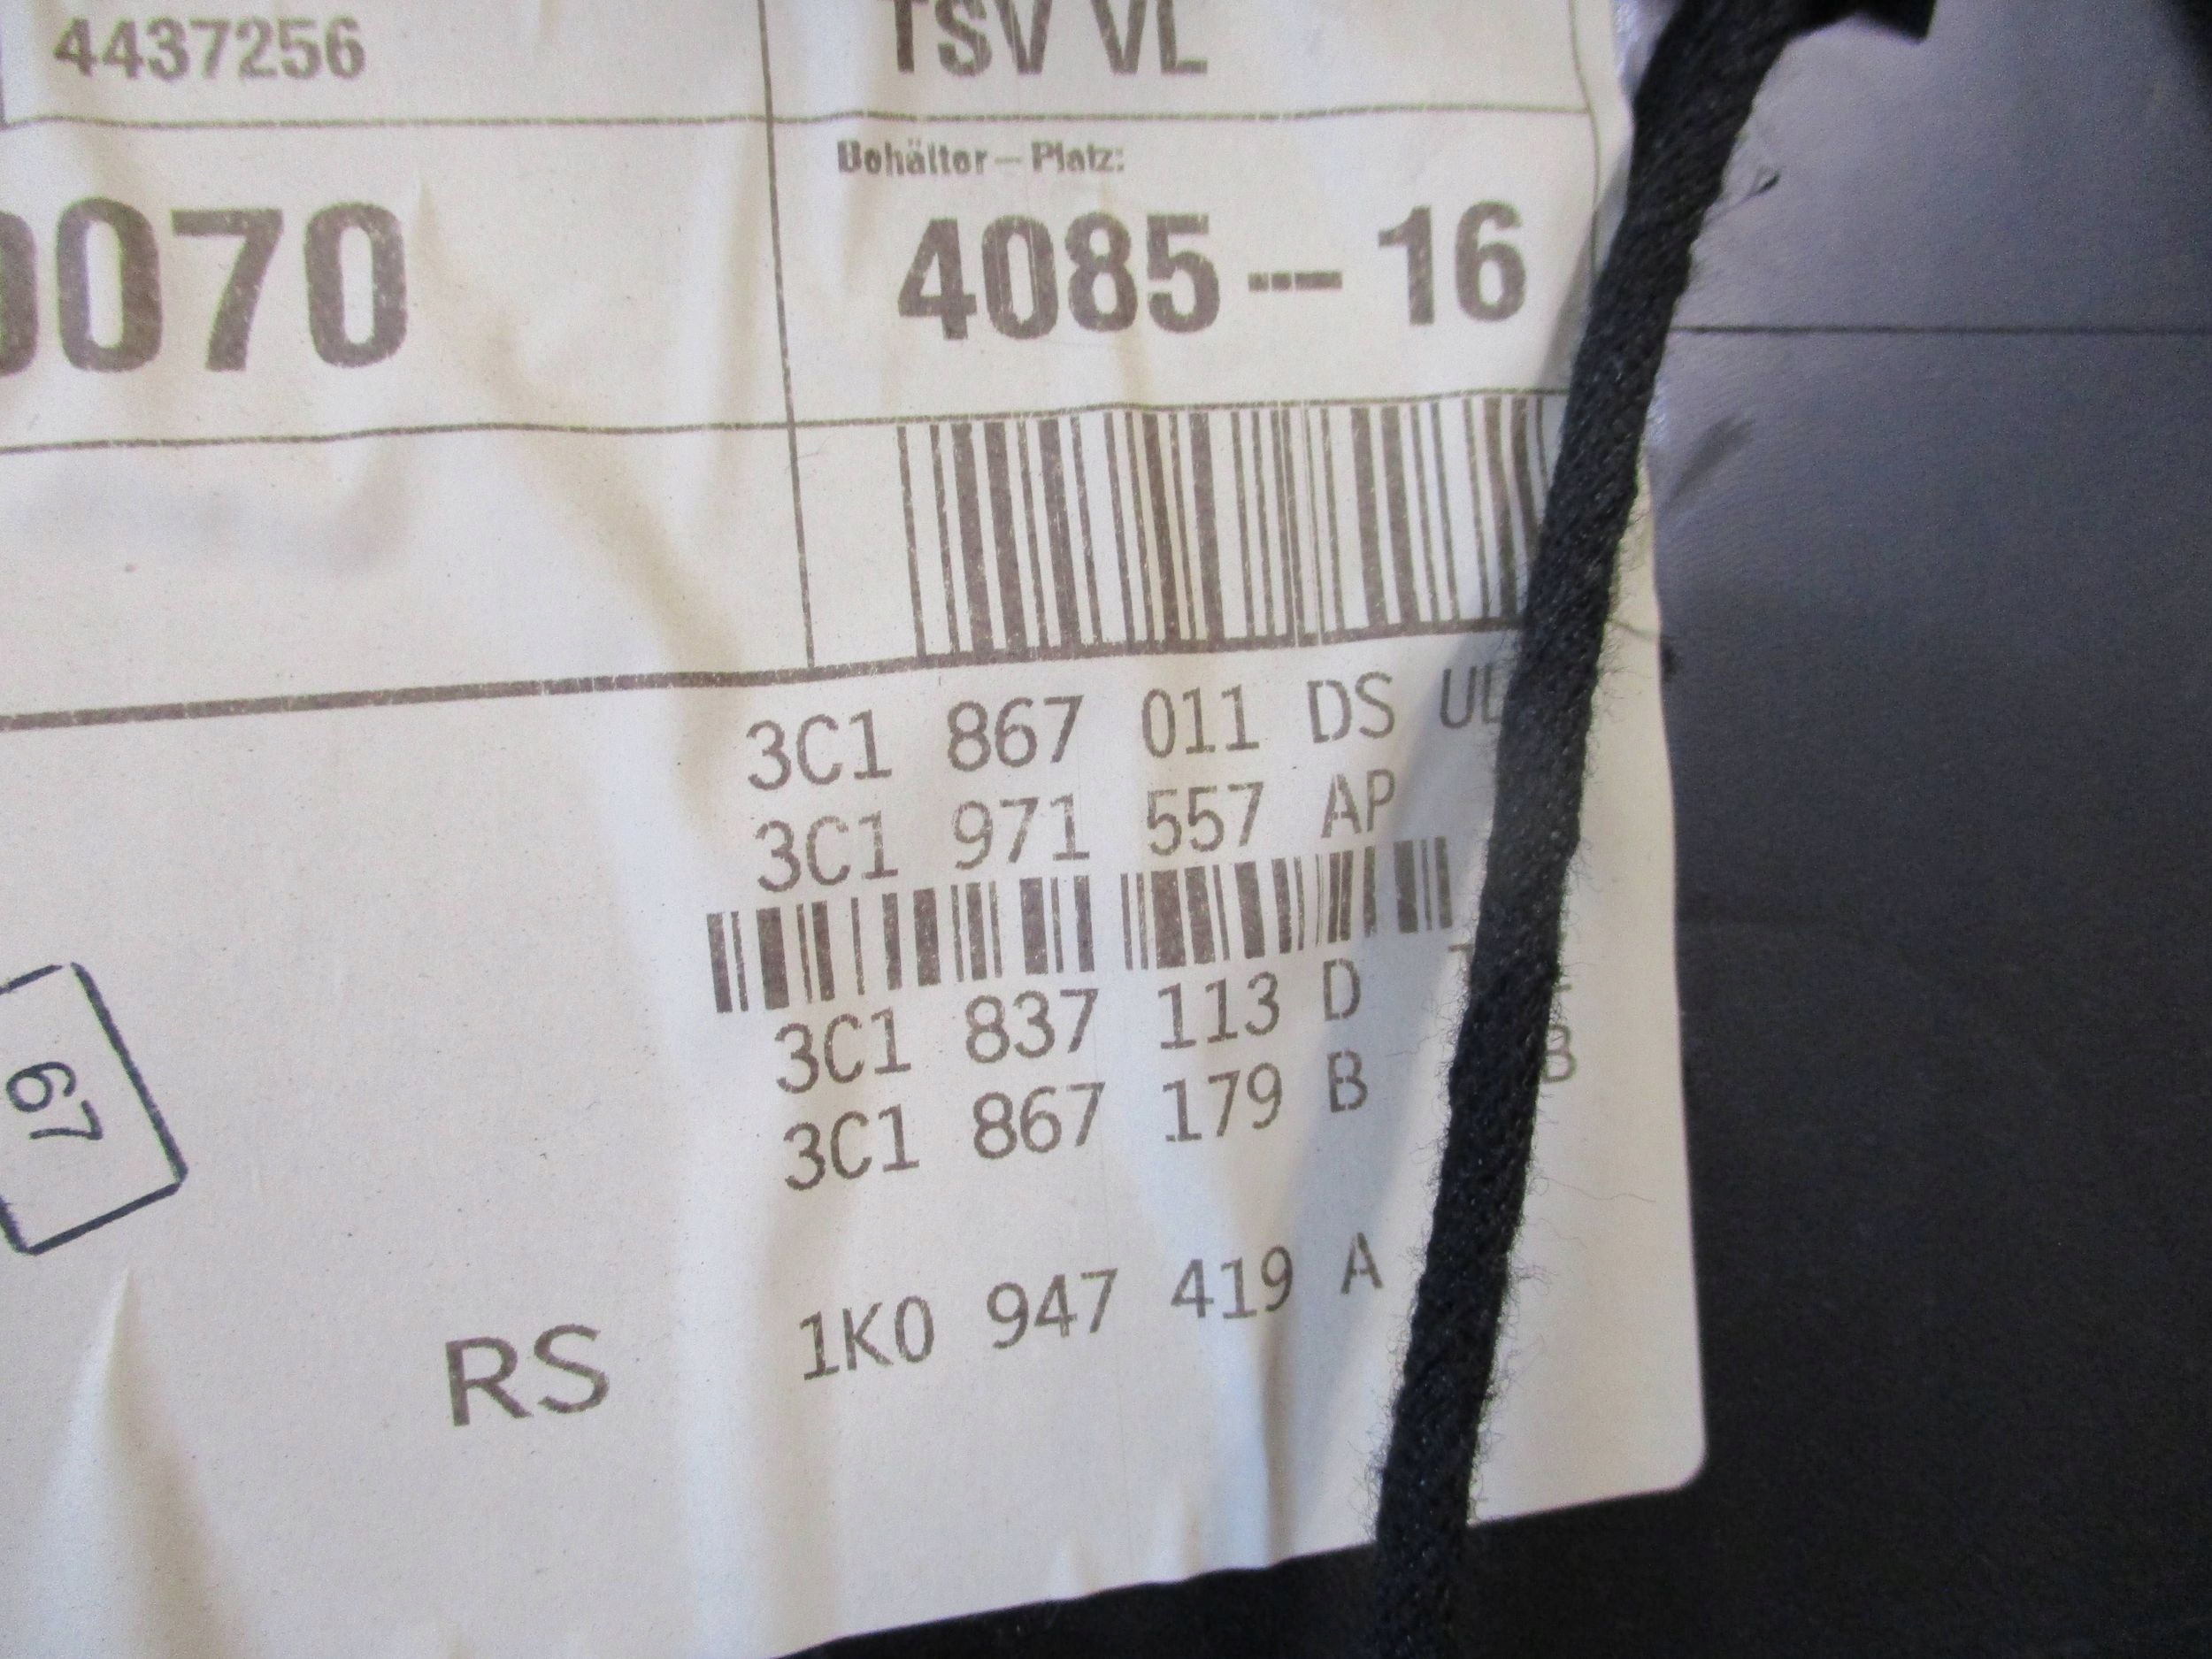 4437256
TSV VL
Behälter-Platz:
0070
4085--16
3C1 867 011 DS
3C1 971 557 AP
3C1 837 113 D
3C1 867 179 B
67
1K0 947 419 A
RS